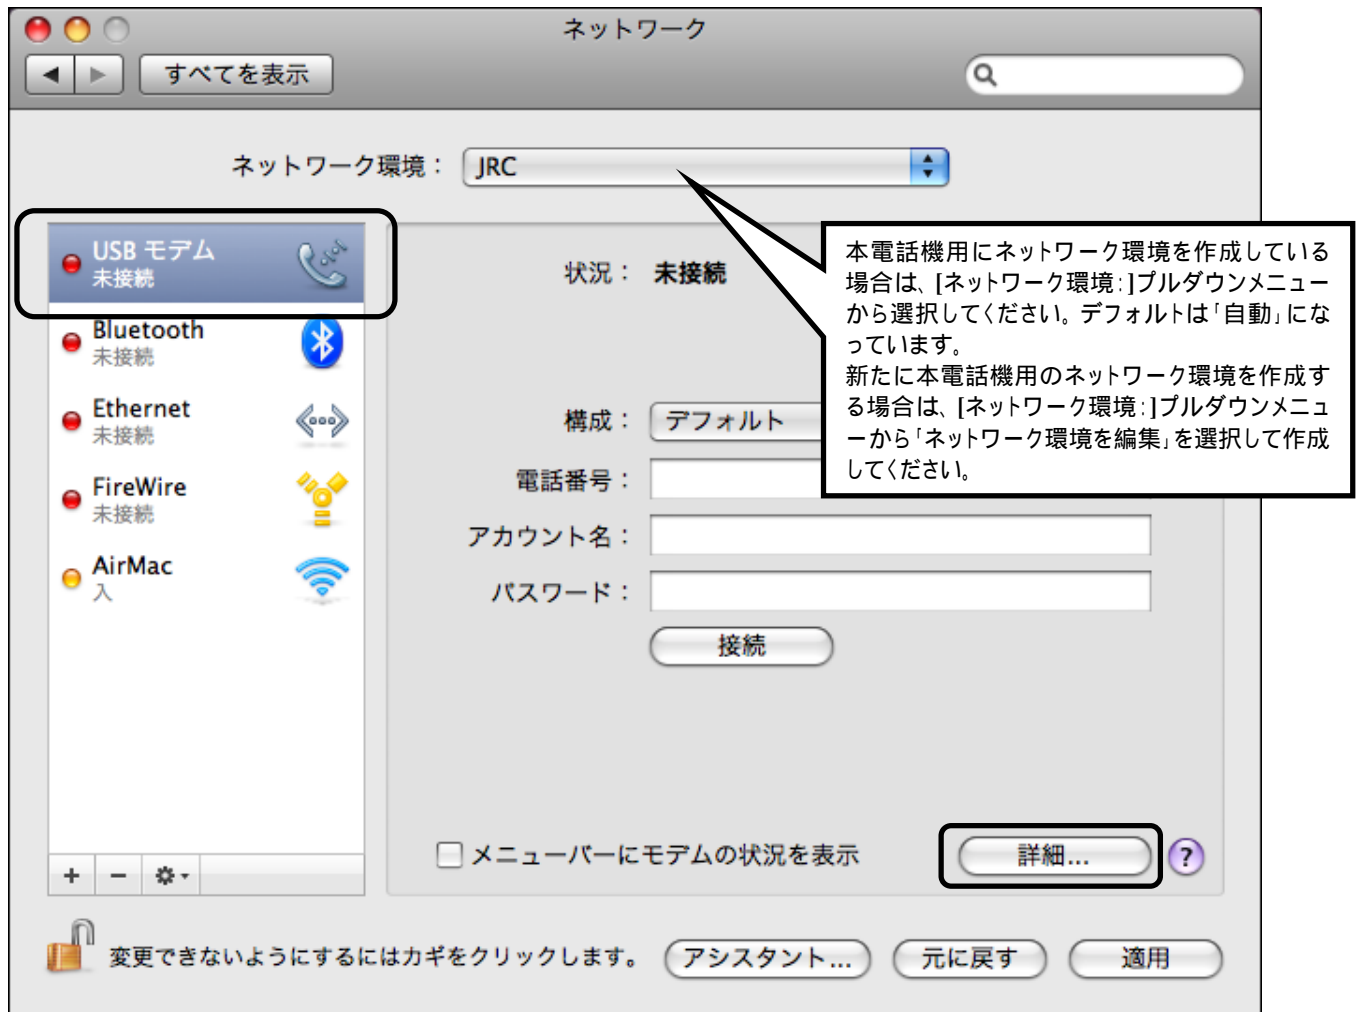 ネットワーク
すべてを表示
ネットワーク環境： JRC
USB モデム
未接続
Bluetooth
未接続
Ethernet
未接続
FireWire
未接続
AirMac
入
状況： 未接続
本電話機用にネットワーク環境を作成している
場合は、[ネットワーク環境:]プルダウンメニュー
から選択してください。デフォルトは「自動」にな
っています。
新たに本電話機用のネットワーク環境を作成す
る場合は、[ネットワーク環境:]プルダウンメニュ
ーから「ネットワーク環境を編集」を選択して作成
してください。
構成： デフォルト
電話番号：
アカウント名：
パスワード：
接続
メニューバーにモデムの状況を表示
詳細... ?
+ −
変更できないようにするにはカギをクリックします。
アシスタント... 元に戻す 適用